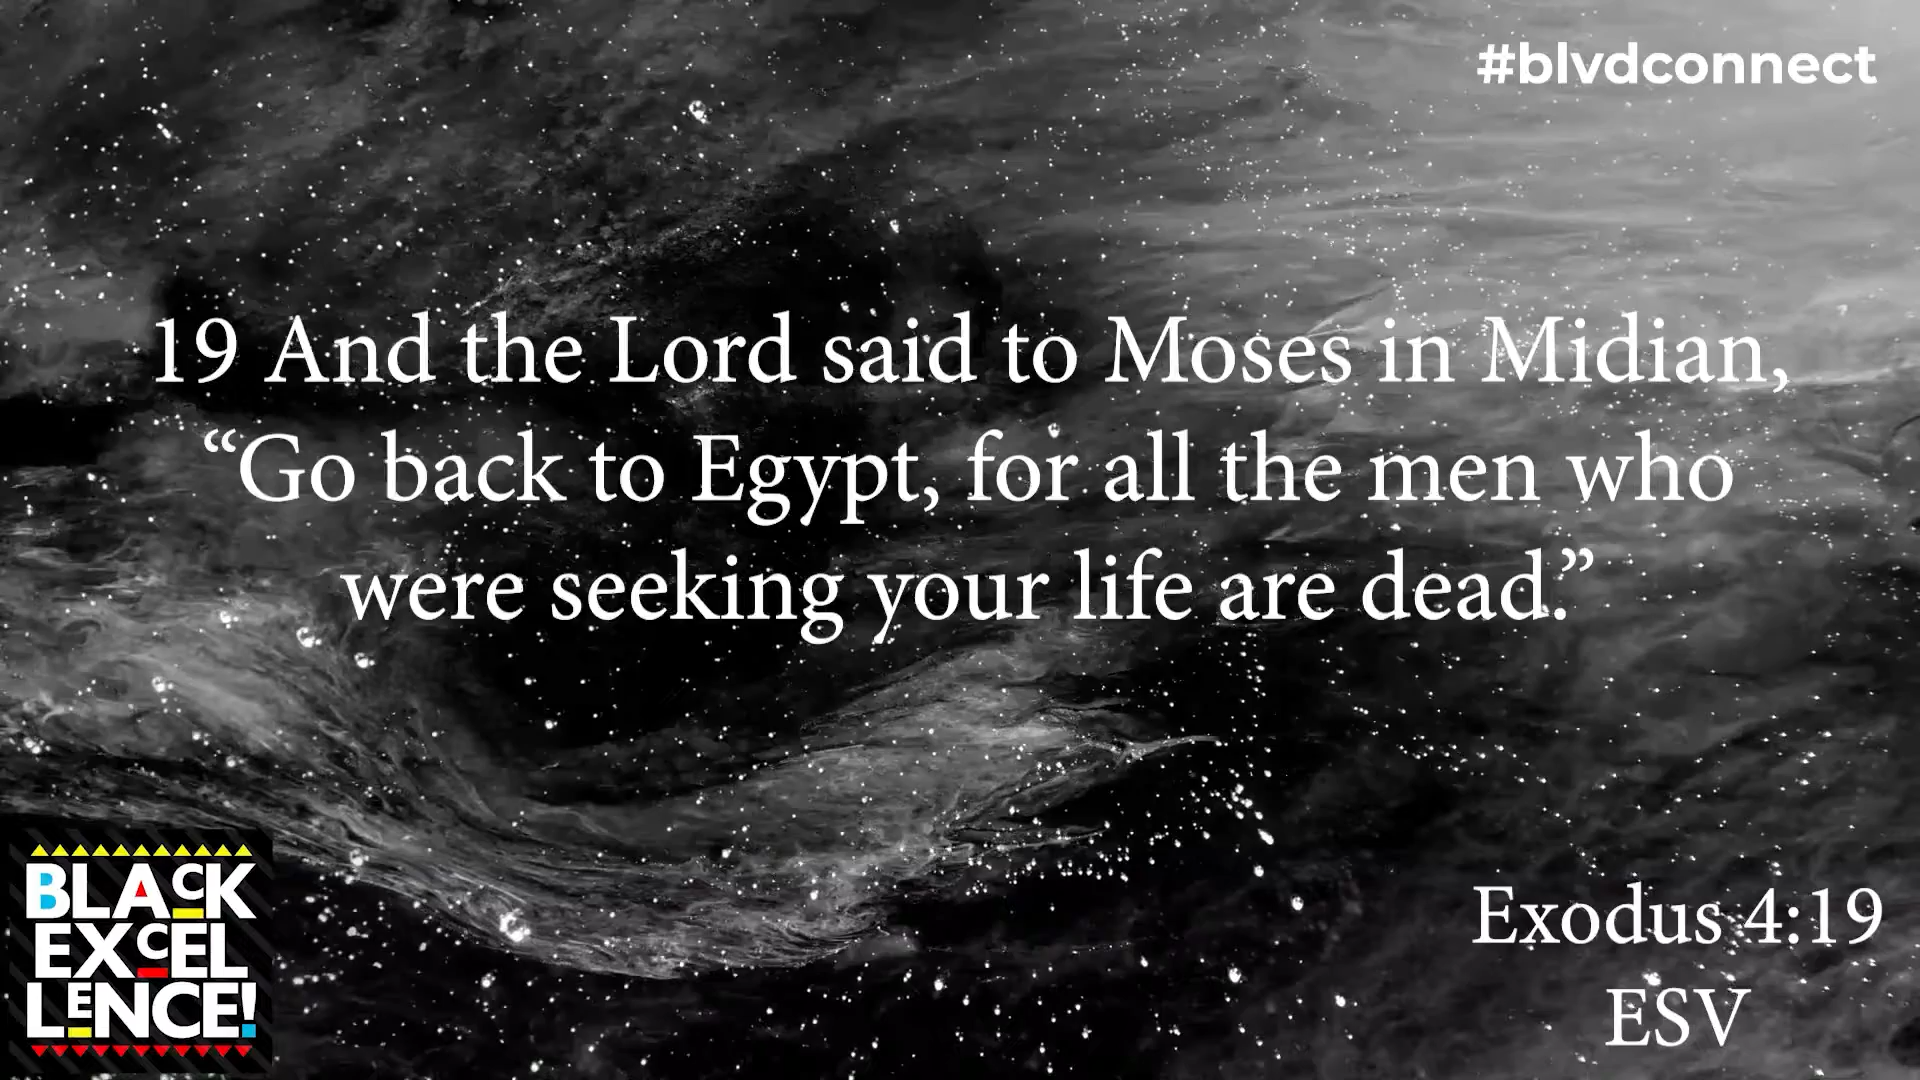 #blvdconnect
19 And the Lord said to Moses in Midian,
“Go back to Egypt, for all the men who
were seeking your life are dead.”
BLACK
EXCEL
LENCE!
Exodus 4:19
ESV